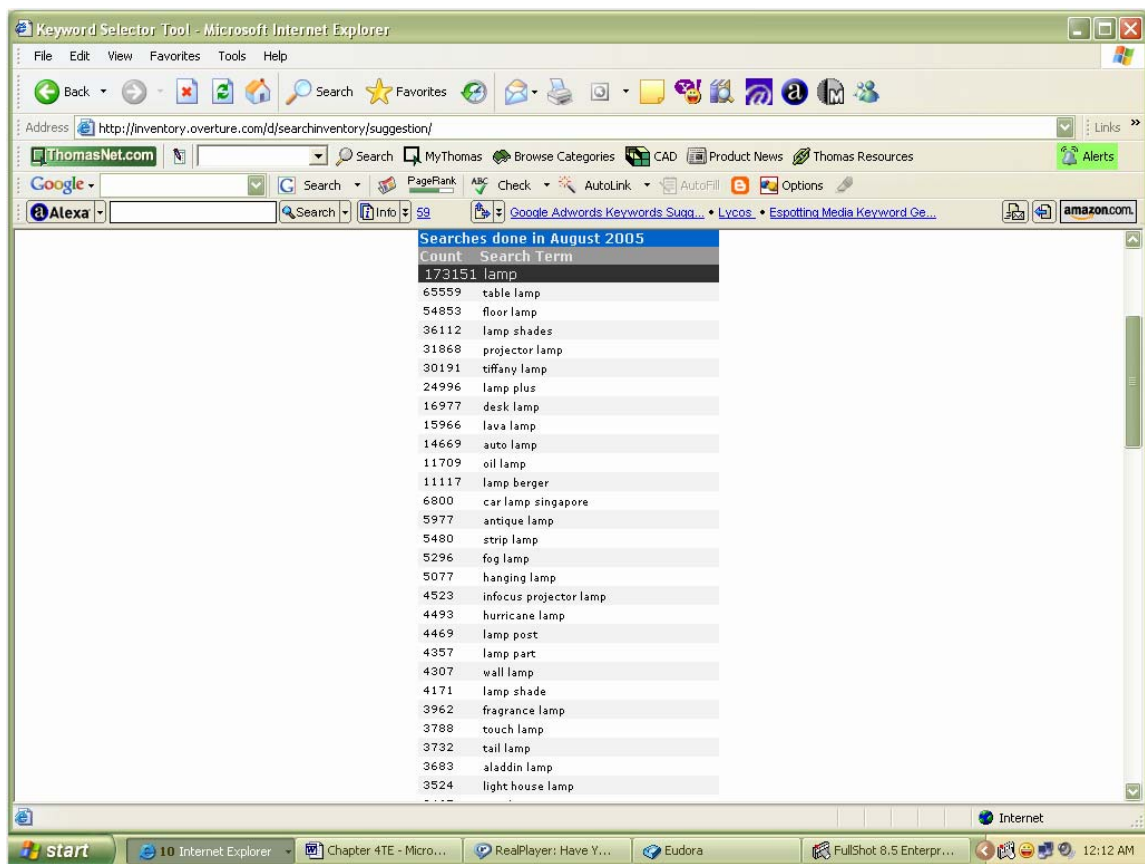 Keyword Selector Tool - Microsoft Internet Explorer
File Edit View Favorites Tools Help
Back Search Favorites
Address http://inventory.overture.com/d/searchinventory/suggestion/ Links »
ThomasNet.com Search MyThomas Browse Categories CAD Product News Thomas Resources Alerts
Google Search PageRank ABC Check AutoLink AutoFill Options
Alexa Search Info 59 Google Adwords Keywords Sugg... • Lycos • Espotting Media Keyword Ge... amazon.com.
Searches done in August 2005
Count Search Term
173151 lamp
65559 table lamp
54853 floor lamp
36112 lamp shades
31868 projector lamp
30191 tiffany lamp
24996 lamp plus
16977 desk lamp
15966 lava lamp
14669 auto lamp
11709 oil lamp
11117 lamp berger
6800 car lamp singapore
5977 antique lamp
5480 strip lamp
5296 fog lamp
5077 hanging lamp
4523 infocus projector lamp
4493 hurricane lamp
4469 lamp post
4357 lamp part
4307 wall lamp
4171 lamp shade
3962 fragrance lamp
3788 touch lamp
3732 tail lamp
3683 aladdin lamp
3524 light house lamp
Internet
start 10 Internet Explorer Chapter 4TE - Micro... RealPlayer: Have Y... Eudora FullShot 8.5 Enterpr... 12:12 AM